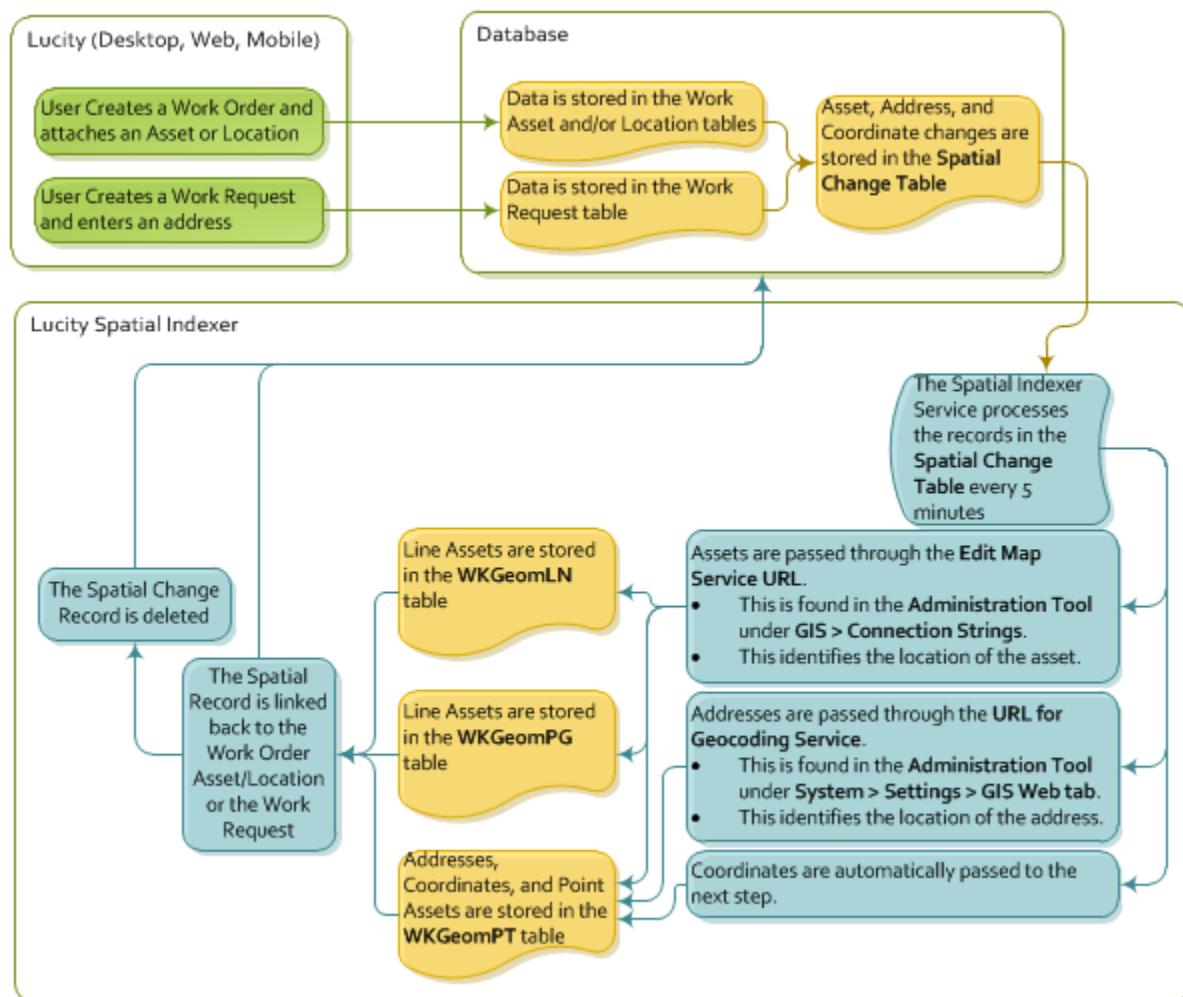 Lucity (Desktop, Web, Mobile)
User Creates a Work Order and
attaches an Asset or Location
User Creates a Work Request
and enters an address
Database
Data is stored in the Work
Asset and/or Location tables
Data is stored in the Work
Request table
Asset, Address, and
Coordinate changes are
stored in the Spatial
Change Table
Lucity Spatial Indexer
The Spatial Indexer
Service processes
the records in the
Spatial Change
Table every 5
minutes
Assets are passed through the Edit Map
Service URL.
• This is found in the Administration Tool
under GIS > Connection Strings.
• This identifies the location of the asset.
Addresses are passed through the URL for
Geocoding Service.
• This is found in the Administration Tool
under System > Settings > GIS Web tab.
• This identifies the location of the address.
Coordinates are automatically passed to the
next step.
Line Assets are stored
in the WKGeomLN
table
Line Assets are stored
in the WKGeomPG
table
Addresses,
Coordinates, and Point
Assets are stored in the
WKGeomPT table
The Spatial
Record is linked
back to the
Work Order
Asset/Location
or the Work
Request
The Spatial Change
Record is deleted